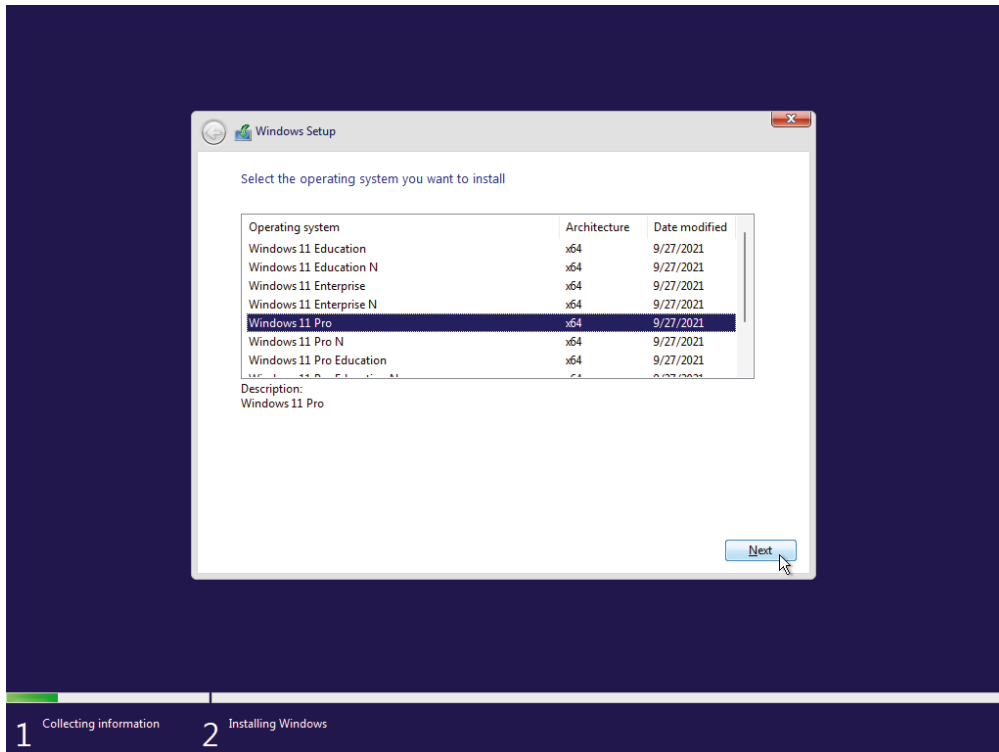 Windows Setup
Select the operating system you want to install
Operating system Architecture Date modified
Windows 11 Education x64 9/27/2021
Windows 11 Education N x64 9/27/2021
Windows 11 Enterprise x64 9/27/2021
Windows 11 Enterprise N x64 9/27/2021
Windows 11 Pro x64 9/27/2021
Windows 11 Pro N x64 9/27/2021
Windows 11 Pro Education x64 9/27/2021
Description:
Windows 11 Pro
Next
1 Collecting information 2 Installing Windows